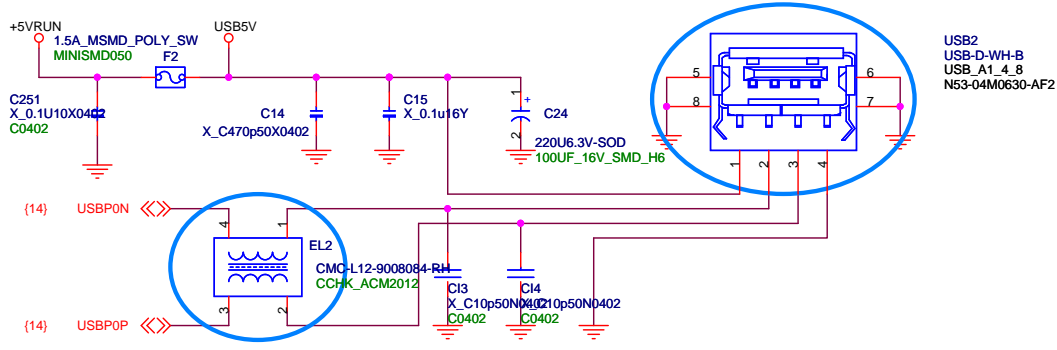 +5VRUN
USB5V
1.5A_MSMD_POLY_SW
MINISMD050
F2
C251
X_0.1U10X0402
C0402
C14
X_C470p50X0402
C15
X_0.1u16Y
1
+
2
C24
220U6.3V-SOD
100UF_16V_SMD_H6
USB2
USB-D-WH-B
USB_A1_4_8
N53-04M0630-AF2
5
6
8
7
1
2
3
4
{14}
USBP0N
4
1
EL2
CMC-L12-9008084-RH
CCHK_ACM2012
3
2
{14}
USBP0P
CI3
X_C10p50N0402
C0402
CI4
X_C10p50N0402
C0402